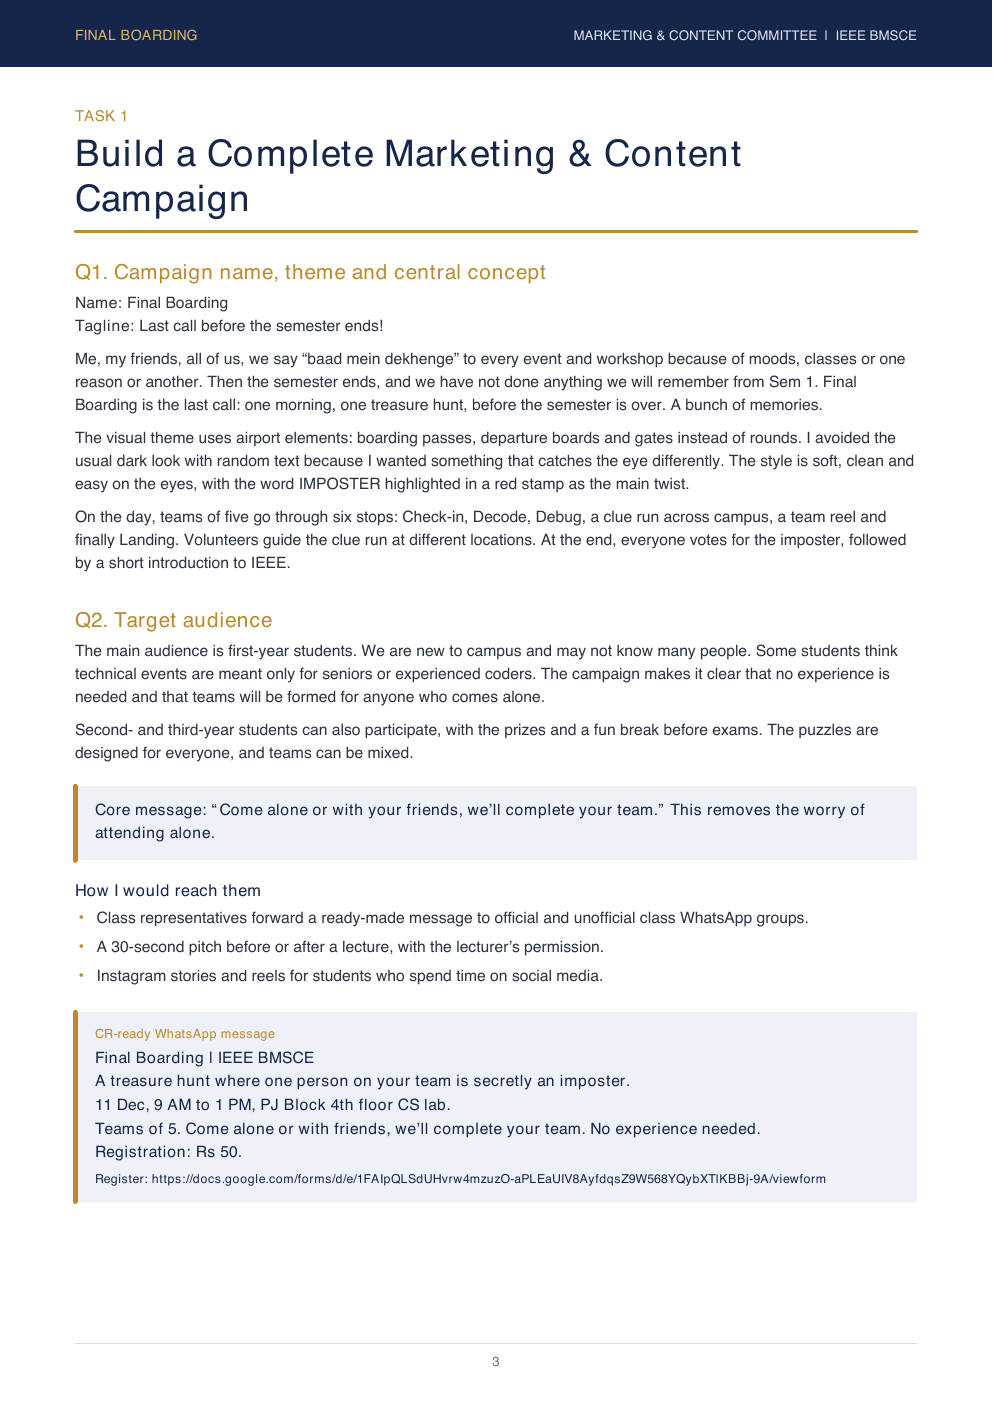 FINAL BOARDING
MARKETING & CONTENT COMMITTEE | IEEE BMSCE
TASK 1
Build a Complete Marketing & Content
Campaign
Q1. Campaign name, theme and central concept
Name: Final Boarding
Tagline: Last call before the semester ends!
Me, my friends, all of us, we say “baad mein dekhenge” to every event and workshop because of moods, classes or one
reason or another. Then the semester ends, and we have not done anything we will remember from Sem 1. Final
Boarding is the last call: one morning, one treasure hunt, before the semester is over. A bunch of memories.
The visual theme uses airport elements: boarding passes, departure boards and gates instead of rounds. I avoided the
usual dark look with random text because I wanted something that catches the eye differently. The style is soft, clean and
easy on the eyes, with the word IMPOSTER highlighted in a red stamp as the main twist.
On the day, teams of five go through six stops: Check-in, Decode, Debug, a clue run across campus, a team reel and
finally Landing. Volunteers guide the clue run at different locations. At the end, everyone votes for the imposter, followed
by a short introduction to IEEE.
Q2. Target audience
The main audience is first-year students. We are new to campus and may not know many people. Some students think
technical events are meant only for seniors or experienced coders. The campaign makes it clear that no experience is
needed and that teams will be formed for anyone who comes alone.
Second- and third-year students can also participate, with the prizes and a fun break before exams. The puzzles are
designed for everyone, and teams can be mixed.
Core message: “Come alone or with your friends, we’ll complete your team.” This removes the worry of
attending alone.
How I would reach them
• Class representatives forward a ready-made message to official and unofficial class WhatsApp groups.
• A 30-second pitch before or after a lecture, with the lecturer’s permission.
• Instagram stories and reels for students who spend time on social media.
CR-ready WhatsApp message
Final Boarding | IEEE BMSCE
A treasure hunt where one person on your team is secretly an imposter.
11 Dec, 9 AM to 1 PM, PJ Block 4th floor CS lab.
Teams of 5. Come alone or with friends, we’ll complete your team. No experience needed.
Registration: Rs 50.
Register: https://docs.google.com/forms/d/e/1FAIpQLSdUHvrw4mzuzO-aPLEaUIV8AyfdqsZ9W568YQybXTlKBBj-9A/viewform
3